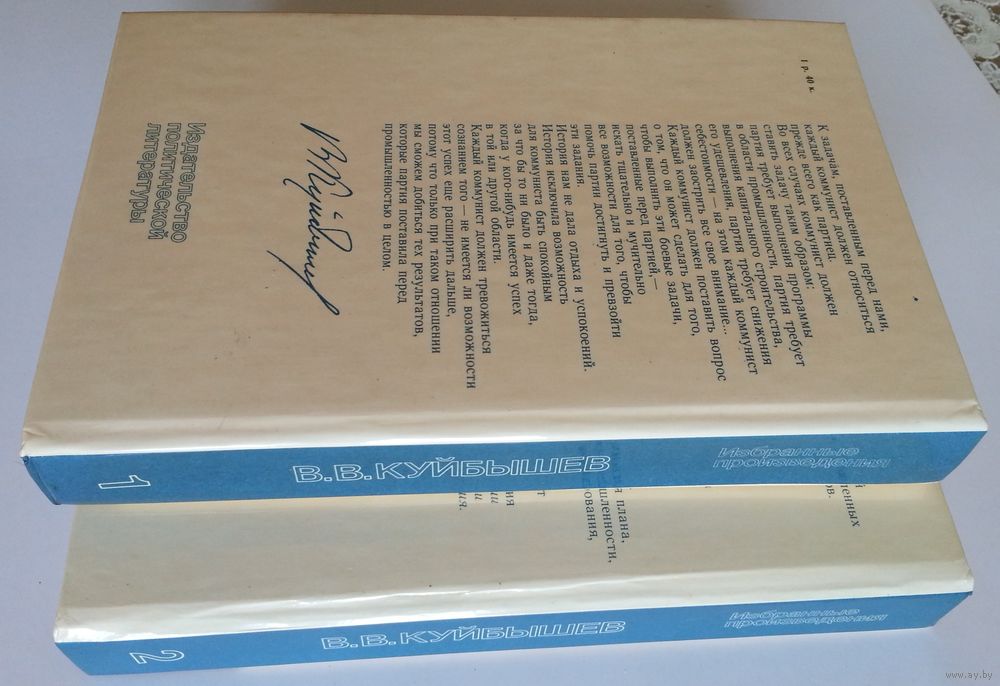 1 р. 40 к.
К задачам, поставленным перед нами,
каждый коммунист должен относиться
прежде всего как партиец.
Во всех случаях коммунист должен
ставить задачу таким образом:
партия требует выполнения программы
в области промышленности, партия требует
выполнения капитального строительства,
его удешевления, партия требует снижения
себестоимости — на этом каждый коммунист
должен заострить все свое внимание...
Каждый коммунист должен поставить вопрос
о том, что он может сделать для того,
чтобы выполнить эти боевые задачи,
поставленные перед партией, —
искать тщательно и мучительно
все возможности для того, чтобы
помочь партии достигнуть и превзойти
эти задания.
История нам не дала отдыха и успокоений.
История исключила возможность
для коммуниста быть спокойным
за что бы то ни было и даже тогда,
когда у кого-нибудь имеется успех
в той или другой области.
Каждый коммунист должен тревожиться
сознанием того — не имеется ли возможности
этот успех еще расширить дальше,
потому что только при таком отношении
мы сможем добиться тех результатов,
которые партия поставила перед
промышленностью в целом.
В Куйбышев
Издательство
политической
литературы
1
В.В.КУЙБЫШЕВ
Избранные
произведения
плана,
2
В.В.КУЙБЫШЕВ
Избранные
произведения
www.ay.by